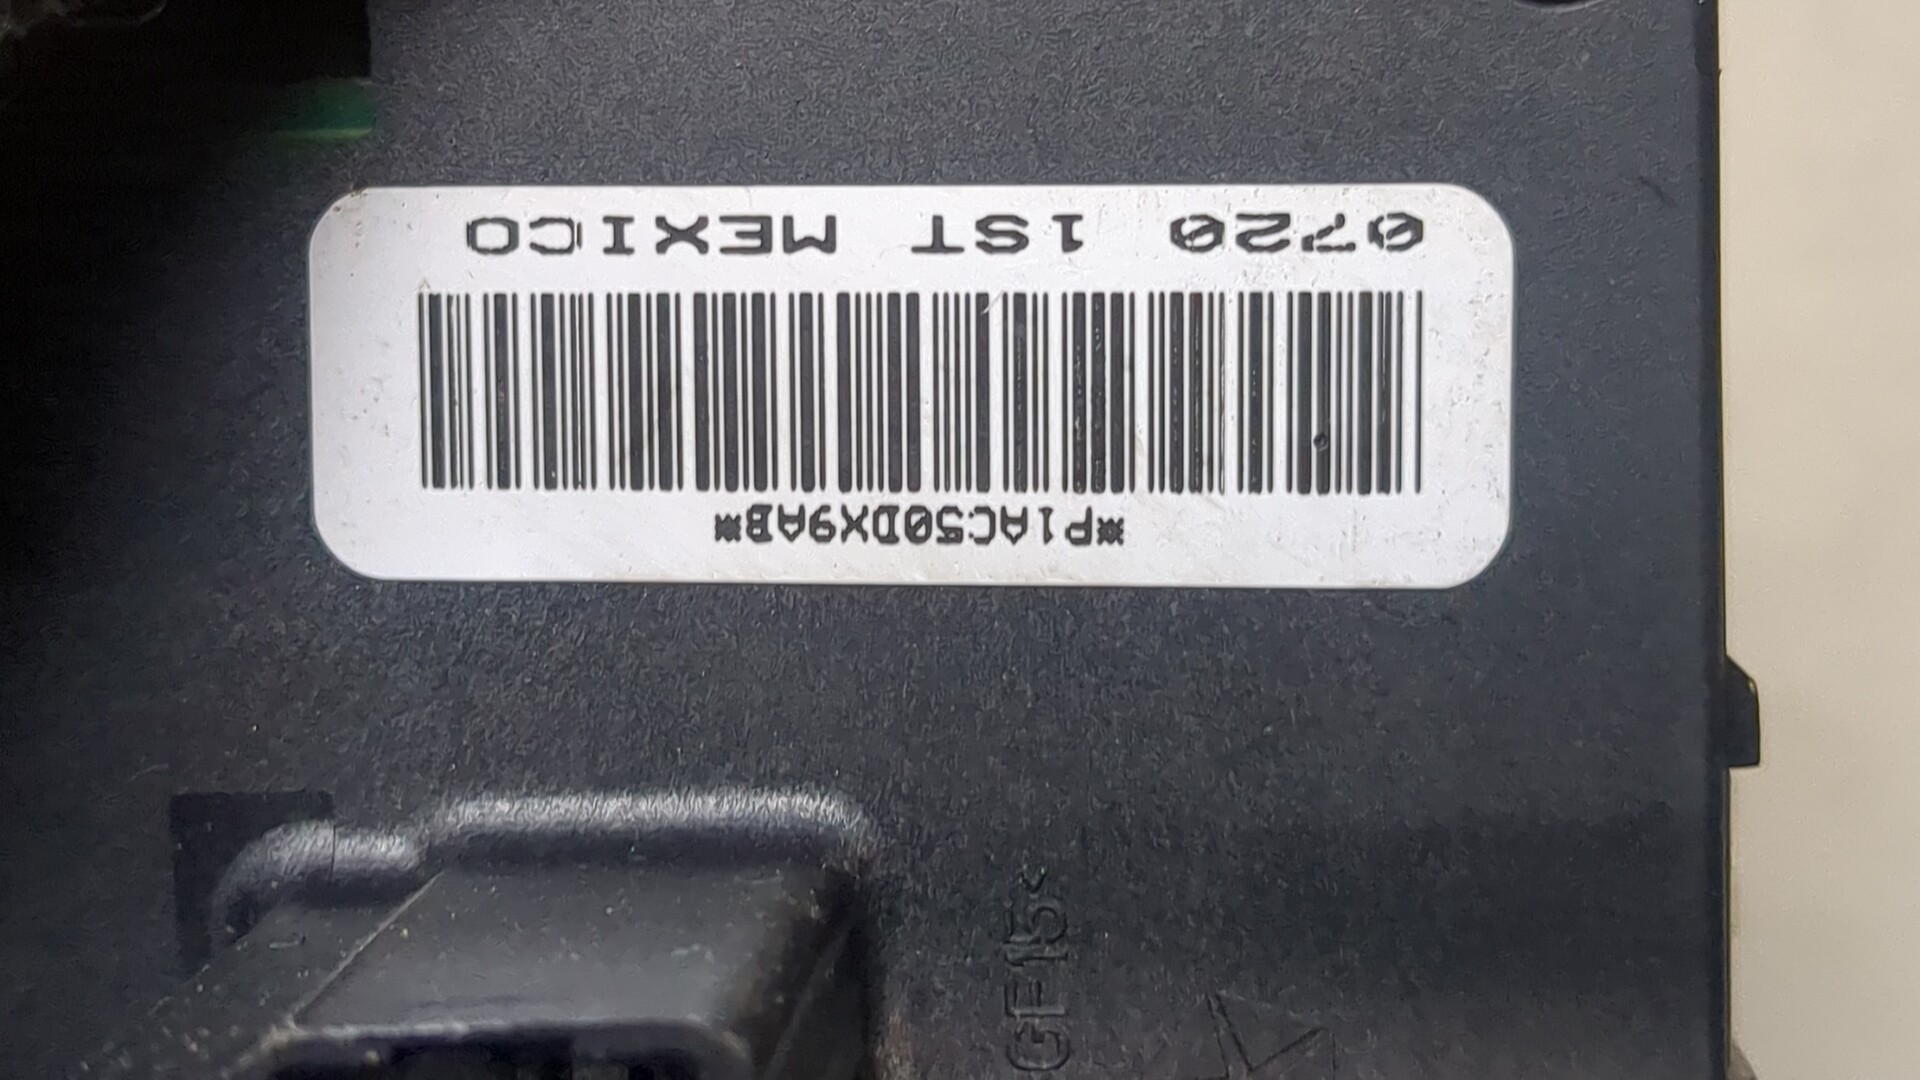 *P1AC50DX9AB*
0720 1ST MEXICO
GF15<